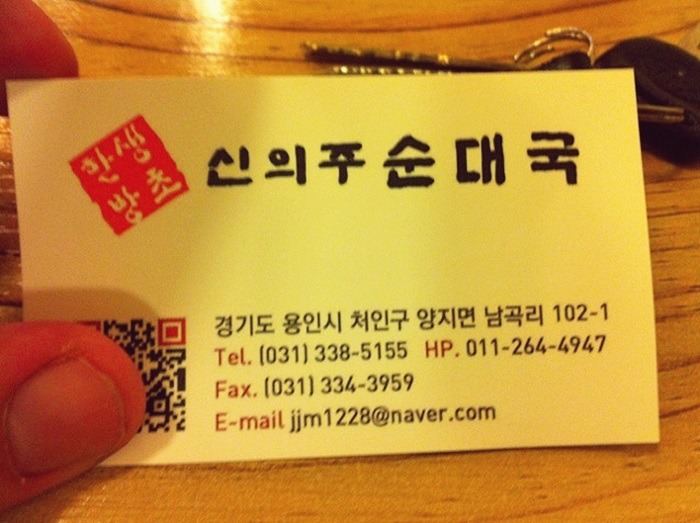 생청
한방
신의주순대국
경기도 용인시 처인구 양지면 남곡리 102-1
Tel. (031) 338-5155 HP. 011-264-4947
Fax. (031) 334-3959
E-mail jjm1228@naver.com